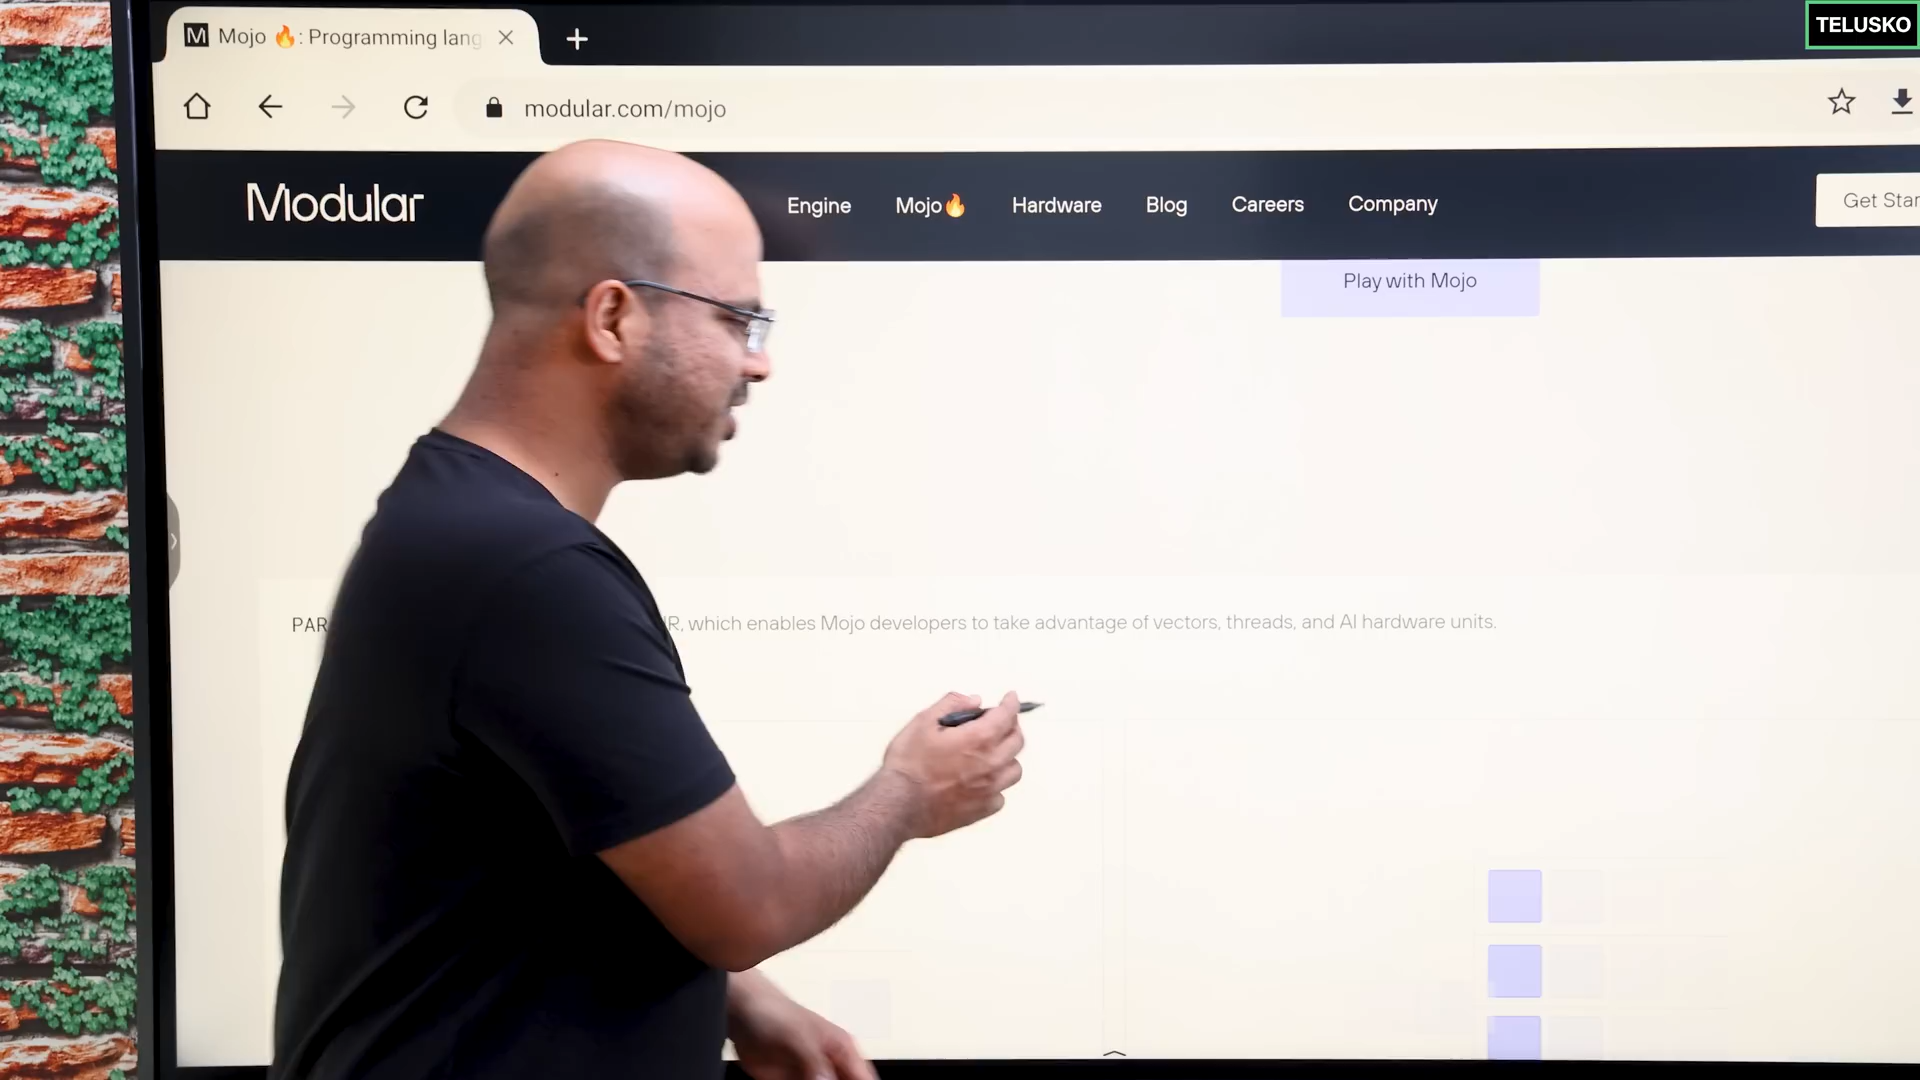 TELUSKO
Mojo 🔥: Programming lang
modular.com/mojo
Modular
Engine Mojo🔥 Hardware Blog Careers Company
Get Star
Play with Mojo
PAR R, which enables Mojo developers to take advantage of vectors, threads, and AI hardware units.